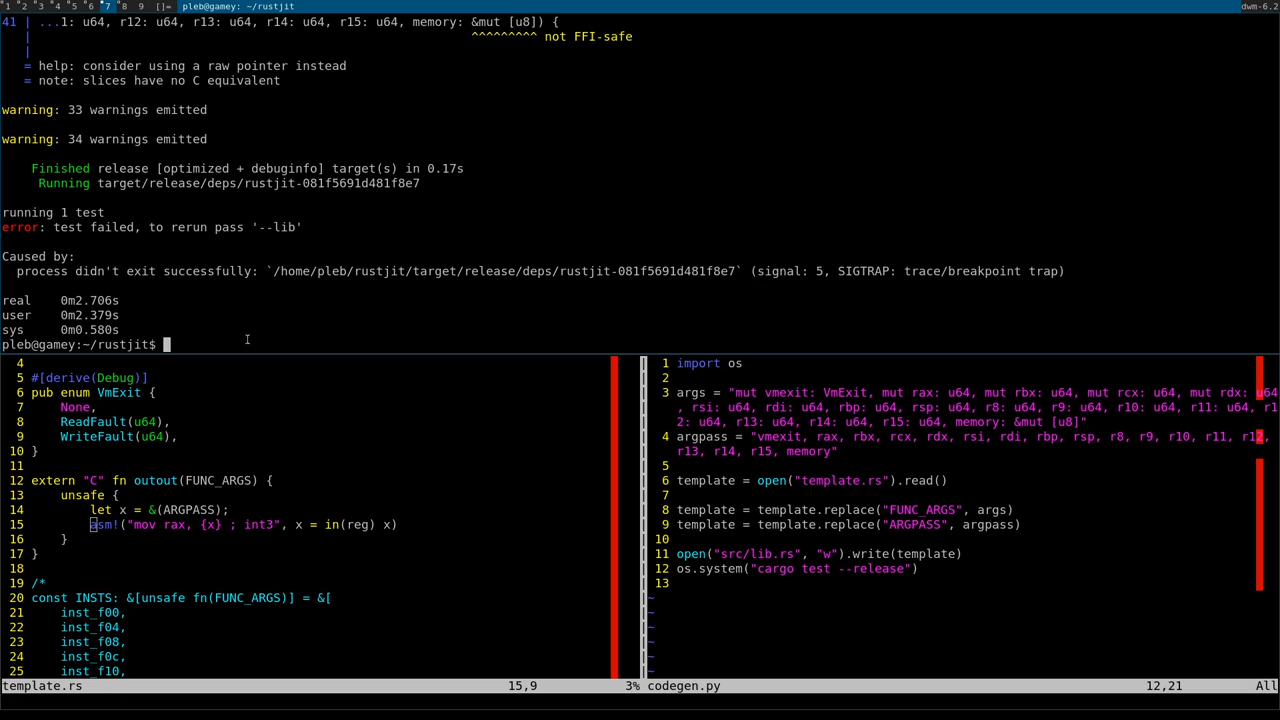 1 2 3 4 5 6 7 8 9 []= pleb@gamey: ~/rustjit dwm-6.2
41 | ...1: u64, r12: u64, r13: u64, r14: u64, r15: u64, memory: &mut [u8]) {
| ^^^^^^^^^ not FFI-safe
|
= help: consider using a raw pointer instead
= note: slices have no C equivalent
warning: 33 warnings emitted
warning: 34 warnings emitted
Finished release [optimized + debuginfo] target(s) in 0.17s
Running target/release/deps/rustjit-081f5691d481f8e7
running 1 test
error: test failed, to rerun pass '--lib'
Caused by:
process didn't exit successfully: `/home/pleb/rustjit/target/release/deps/rustjit-081f5691d481f8e7` (signal: 5, SIGTRAP: trace/breakpoint trap)
real 0m2.706s
user 0m2.379s
sys 0m0.580s
pleb@gamey:~/rustjit$
4
5 #[derive(Debug)]
6 pub enum VmExit {
7 None,
8 ReadFault(u64),
9 WriteFault(u64),
10 }
11
12 extern "C" fn outout(FUNC_ARGS) {
13 unsafe {
14 let x = &(ARGPASS);
15 asm!("mov rax, {x} ; int3", x = in(reg) x)
16 }
17 }
18
19 /*
20 const INSTS: &[unsafe fn(FUNC_ARGS)] = &[
21 inst_f00,
22 inst_f04,
23 inst_f08,
24 inst_f0c,
25 inst_f10,
template.rs 15,9 3%
1 import os
2
3 args = "mut vmexit: VmExit, mut rax: u64, mut rbx: u64, mut rcx: u64, mut rdx: u64
, rsi: u64, rdi: u64, rbp: u64, rsp: u64, r8: u64, r9: u64, r10: u64, r11: u64, r1
2: u64, r13: u64, r14: u64, r15: u64, memory: &mut [u8]"
4 argpass = "vmexit, rax, rbx, rcx, rdx, rsi, rdi, rbp, rsp, r8, r9, r10, r11, r12,
r13, r14, r15, memory"
5
6 template = open("template.rs").read()
7
8 template = template.replace("FUNC_ARGS", args)
9 template = template.replace("ARGPASS", argpass)
10
11 open("src/lib.rs", "w").write(template)
12 os.system("cargo test --release")
13
~
~
~
~
~
~
codegen.py 12,21 All